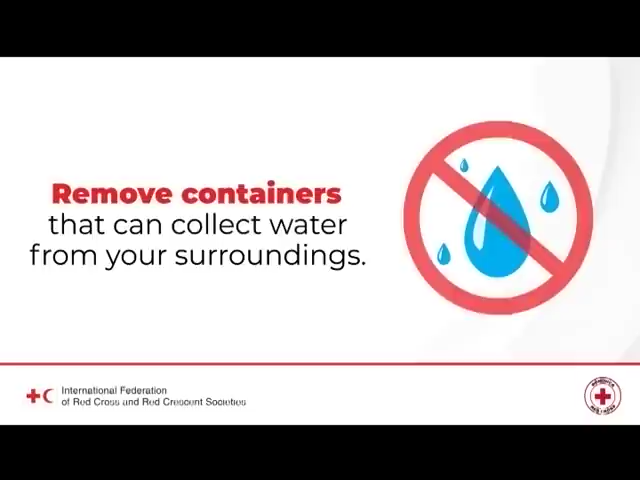 Remove containers
that can collect water
from your surroundings.
International Federation
of Red Cross and Red Crescent Societies